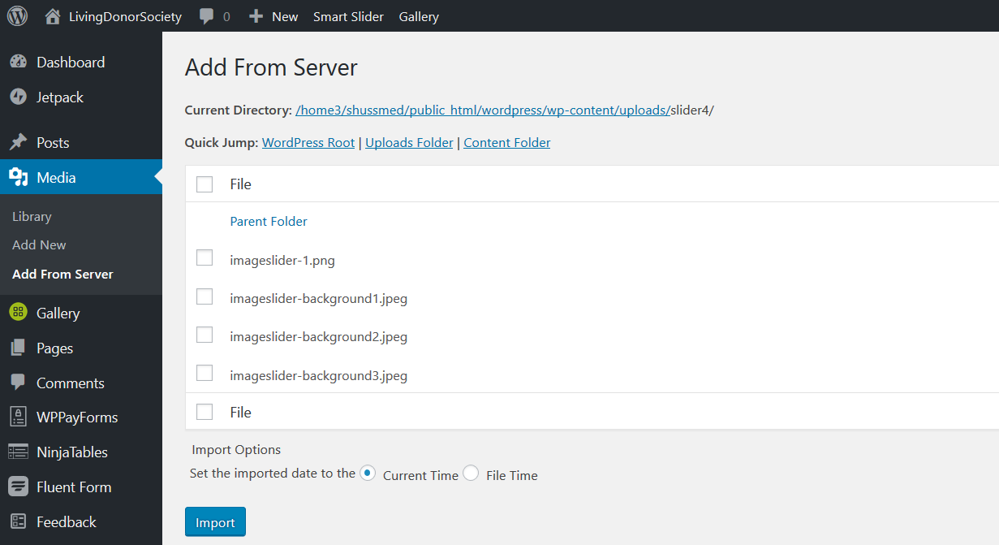 LivingDonorSociety 0 New Smart Slider Gallery
Dashboard
Jetpack
Posts
Media
Library
Add New
Add From Server
Gallery
Pages
Comments
WPPayForms
NinjaTables
Fluent Form
Feedback
Add From Server
Current Directory: /home3/shussmed/public_html/wordpress/wp-content/uploads/slider4/
Quick Jump: WordPress Root | Uploads Folder | Content Folder
File
Parent Folder
imageslider-1.png
imageslider-background1.jpeg
imageslider-background2.jpeg
imageslider-background3.jpeg
File
Import Options
Set the imported date to the Current Time File Time
Import